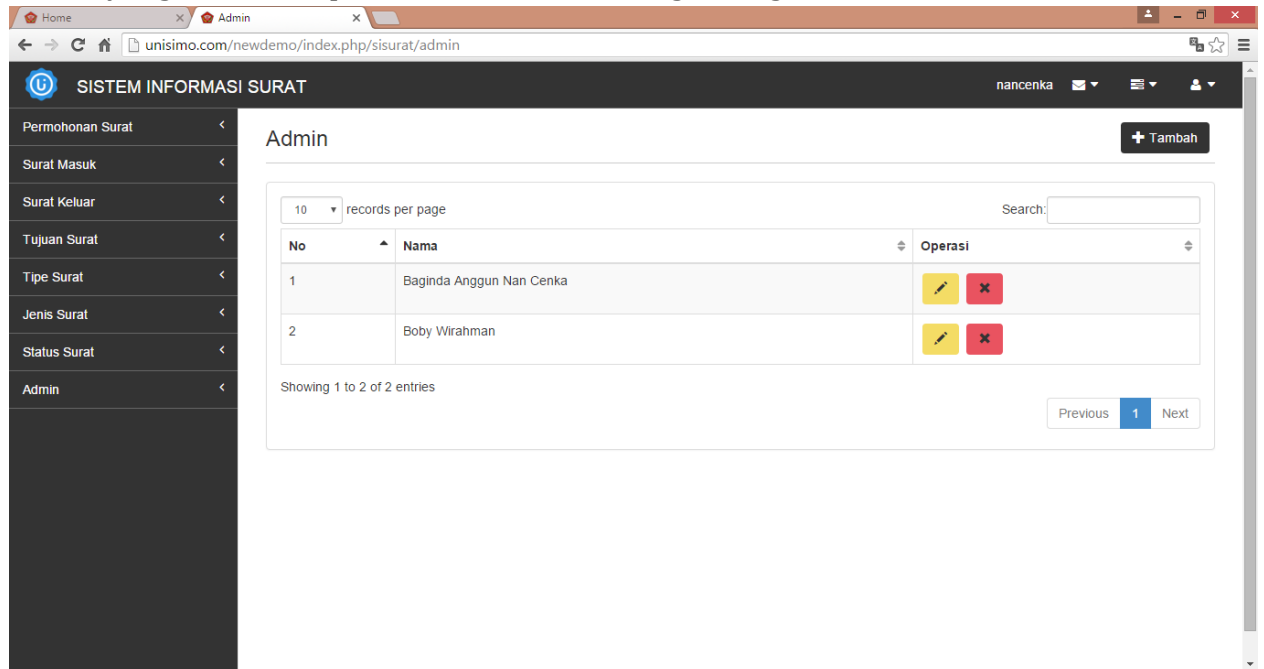 Home
Admin
unisimo.com/newdemo/index.php/sisurat/admin
SISTEM INFORMASI SURAT
nancenka
Permohonan Surat
Surat Masuk
Surat Keluar
Tujuan Surat
Tipe Surat
Jenis Surat
Status Surat
Admin
Admin
Tambah
10 records per page
Search:
No Nama Operasi
1 Baginda Anggun Nan Cenka
2 Boby Wirahman
Showing 1 to 2 of 2 entries
Previous 1 Next